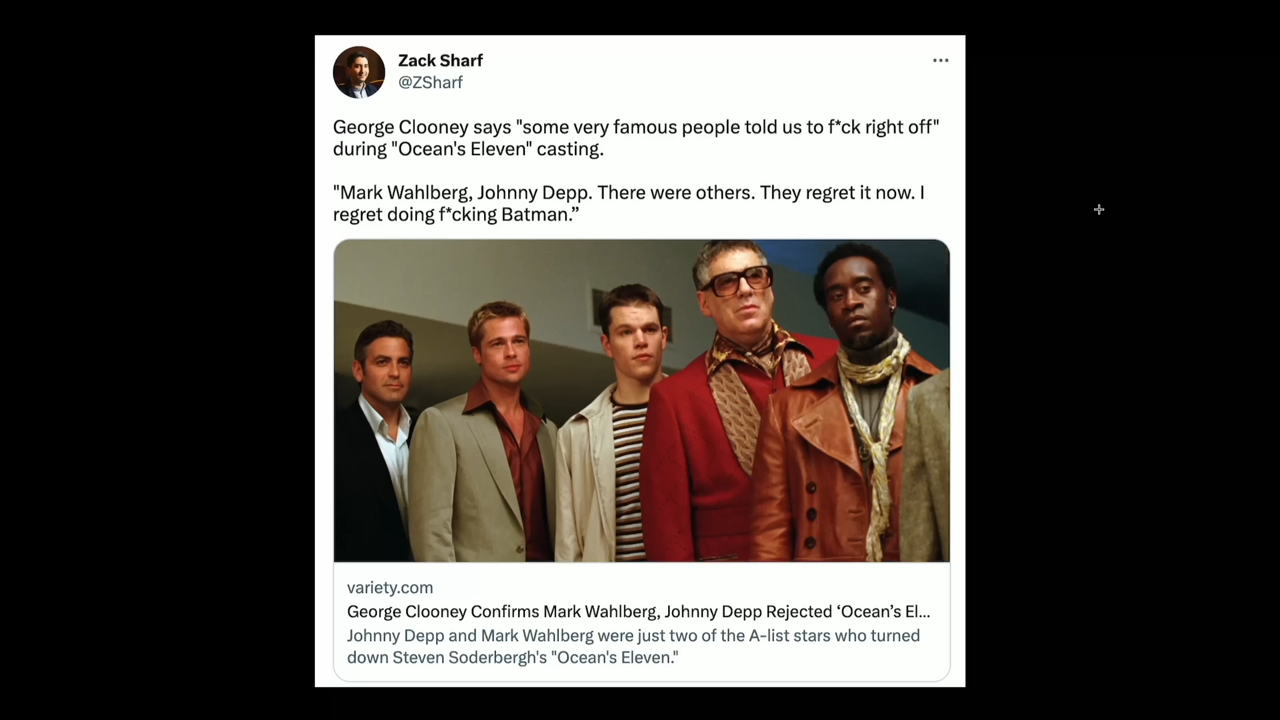 Zack Sharf
@ZSharf
George Clooney says "some very famous people told us to f*ck right off"
during "Ocean's Eleven" casting.
"Mark Wahlberg, Johnny Depp. There were others. They regret it now. I
regret doing f*cking Batman.”
variety.com
George Clooney Confirms Mark Wahlberg, Johnny Depp Rejected ‘Ocean’s El...
Johnny Depp and Mark Wahlberg were just two of the A-list stars who turned
down Steven Soderbergh's "Ocean's Eleven."